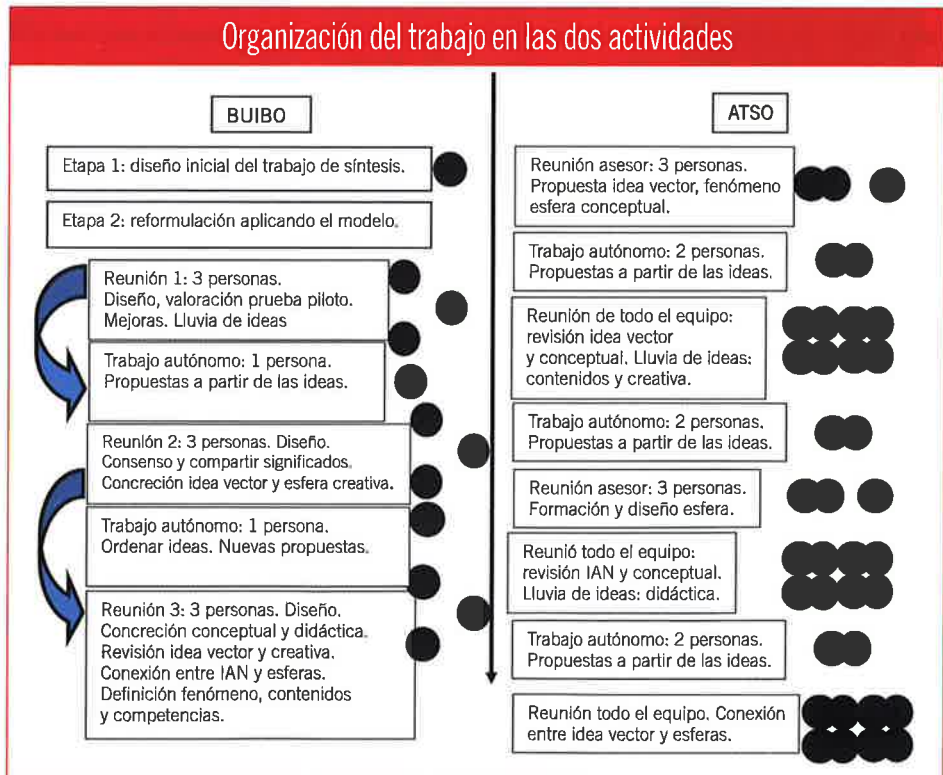 Organización del trabajo en las dos actividades
BUIBO
Etapa 1: diseño inicial del trabajo de síntesis.
Etapa 2: reformulación aplicando el modelo.
Reunión 1: 3 personas.
Diseño, valoración prueba piloto.
Mejoras. Lluvia de ideas
Trabajo autónomo: 1 persona.
Propuestas a partir de las ideas.
Reunión 2: 3 personas. Diseño.
Consenso y compartir significados.
Concreción idea vector y esfera creativa.
Trabajo autónomo: 1 persona.
Ordenar ideas. Nuevas propuestas.
Reunión 3: 3 personas. Diseño.
Concreción conceptual y didáctica.
Revisión idea vector y creativa.
Conexión entre IAN y esferas.
Definición fenómeno, contenidos
y competencias.
ATSO
Reunión asesor: 3 personas.
Propuesta idea vector, fenómeno
esfera conceptual.
Trabajo autónomo: 2 personas.
Propuestas a partir de las ideas.
Reunión de todo el equipo:
revisión idea vector
y conceptual. Lluvia de ideas:
contenidos y creativa.
Trabajo autónomo: 2 personas.
Propuestas a partir de las ideas.
Reunión asesor: 3 personas.
Formación y diseño esfera.
Reunió todo el equipo:
revisión IAN y conceptual.
Lluvia de ideas: didáctica.
Trabajo autónomo: 2 personas.
Propuestas a partir de las ideas.
Reunión todo el equipo. Conexión
entre idea vector y esferas.